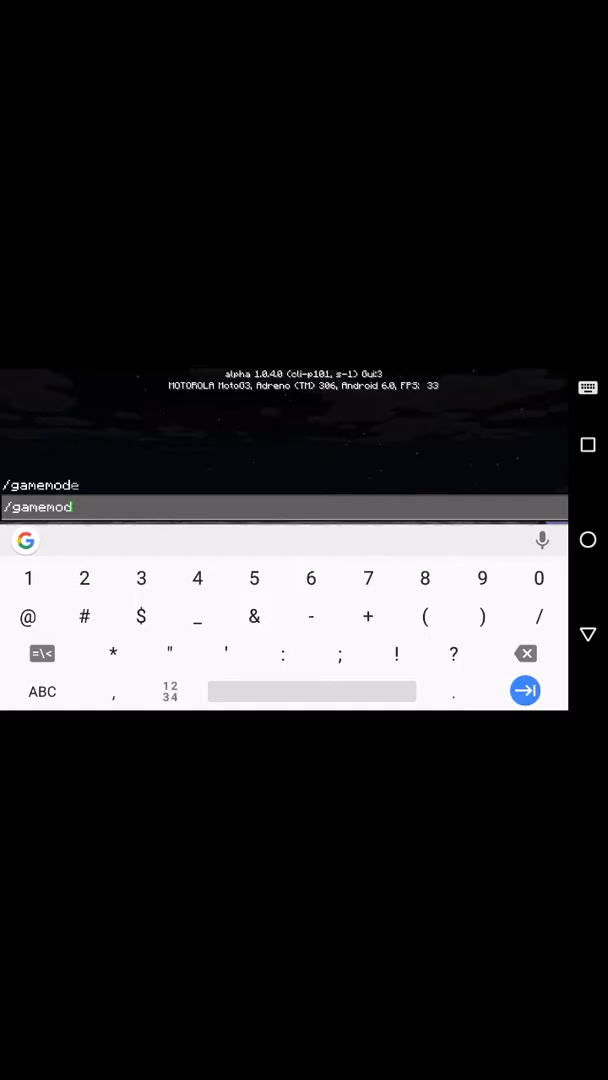 alpha 1.0.4.0 (cli-p101, s-1) Gui:3
MOTOROLA MotoG3, Adreno (TM) 306, Android 6.0, FPS: 33
/gamemode
/gamemod
G
1 2 3 4 5 6 7 8 9 0
@ # $ _ & - + ( ) /
=\< * " ' : ; ! ?
ABC , 12 .
34